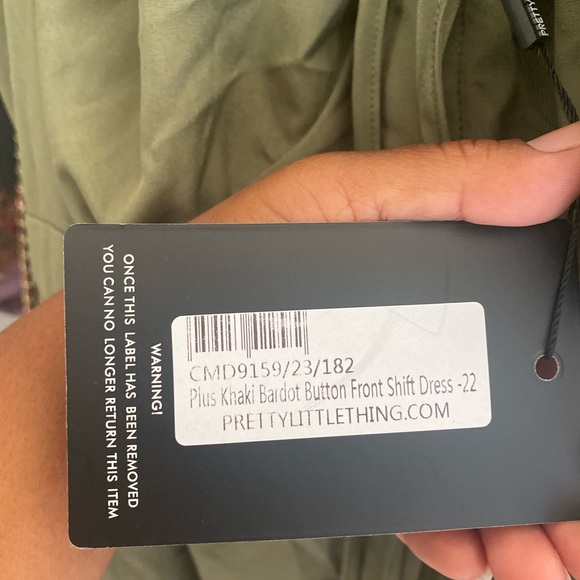 PRETTY
CMD9159/23/182
Plus Khaki Bardot Button Front Shift Dress -22
PRETTYLITTLETHING.COM
WARNING!
ONCE THIS LABEL HAS BEEN REMOVED
YOU CAN NO LONGER RETURN THIS ITEM